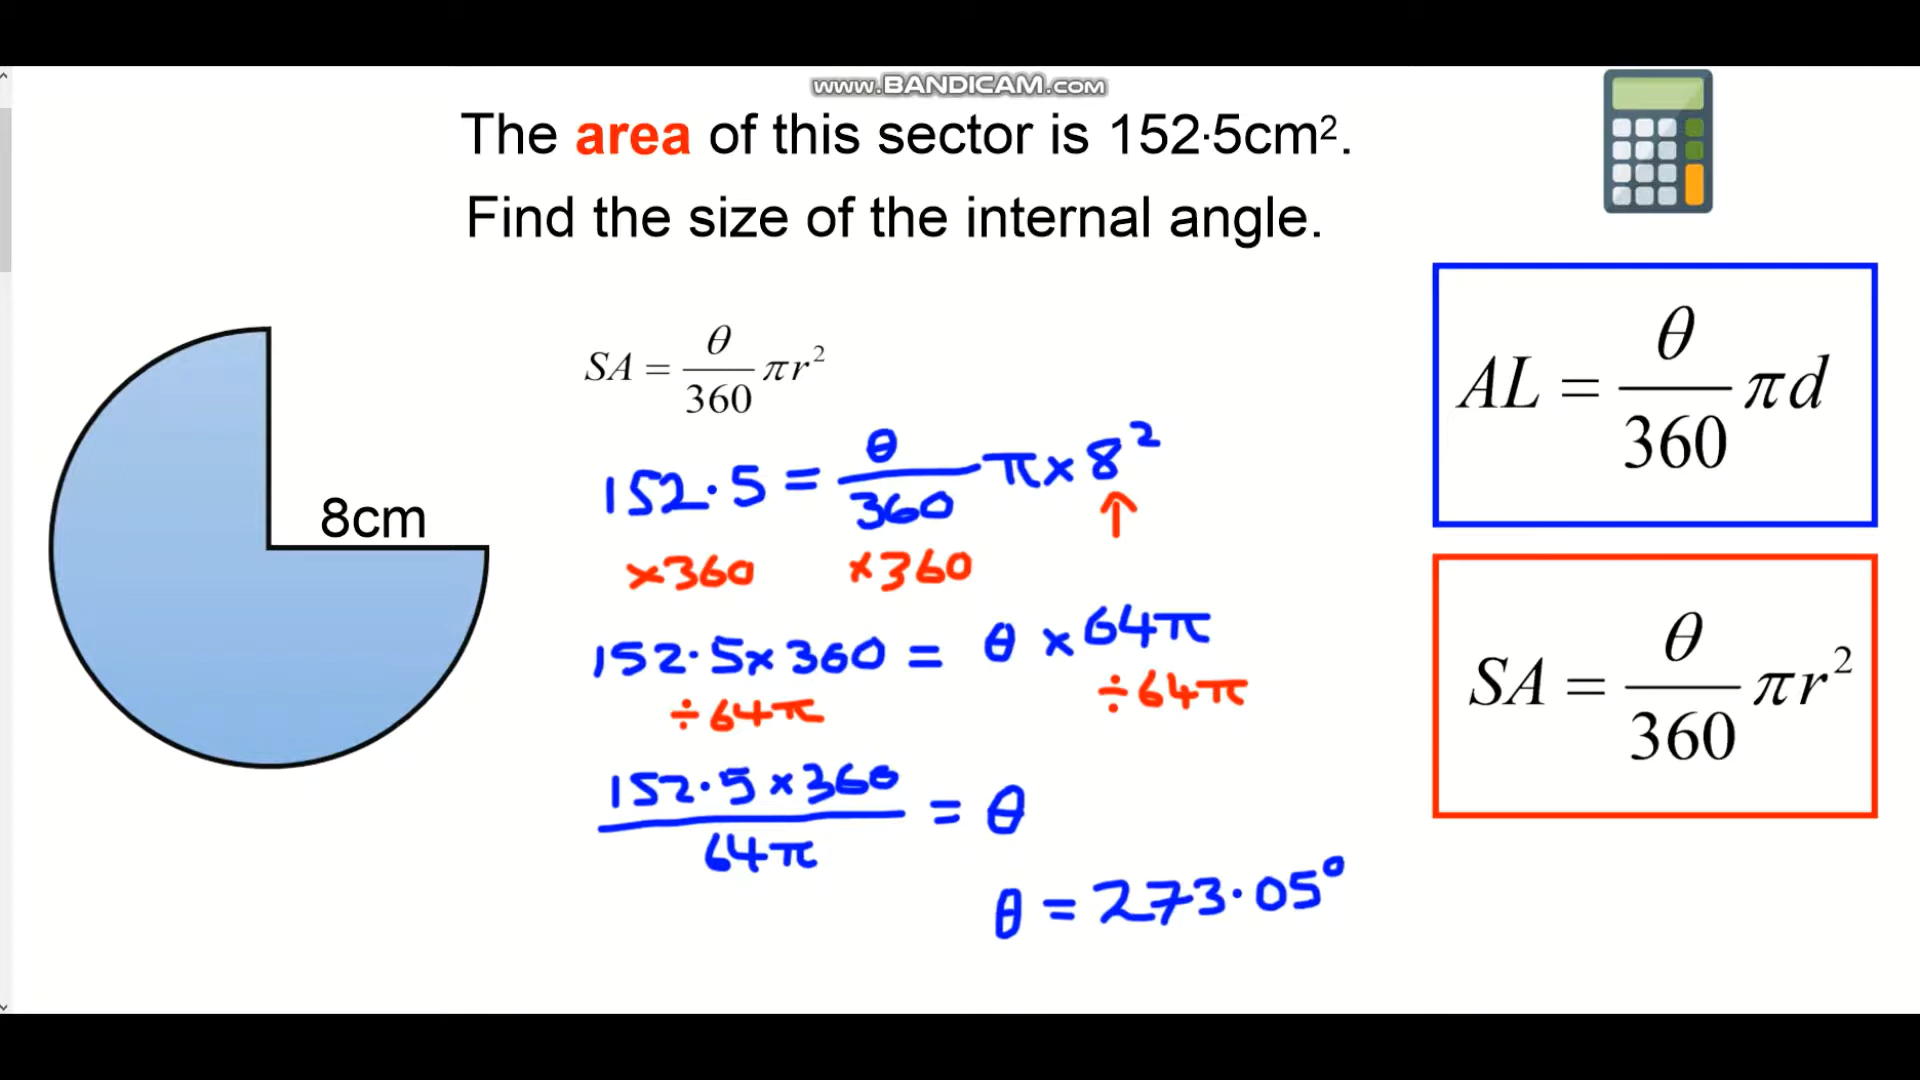 www.BANDICAM.com
The area of this sector is 152·5cm².
Find the size of the internal angle.
8cm
SA = θ/360 πr²
152·5 = θ/360 π×8²
↑
×360 ×360
152·5×360 = θ × 64π
÷64π ÷64π
152·5×360/64π = θ
θ = 273·05°
AL = θ/360 πd
SA = θ/360 πr²